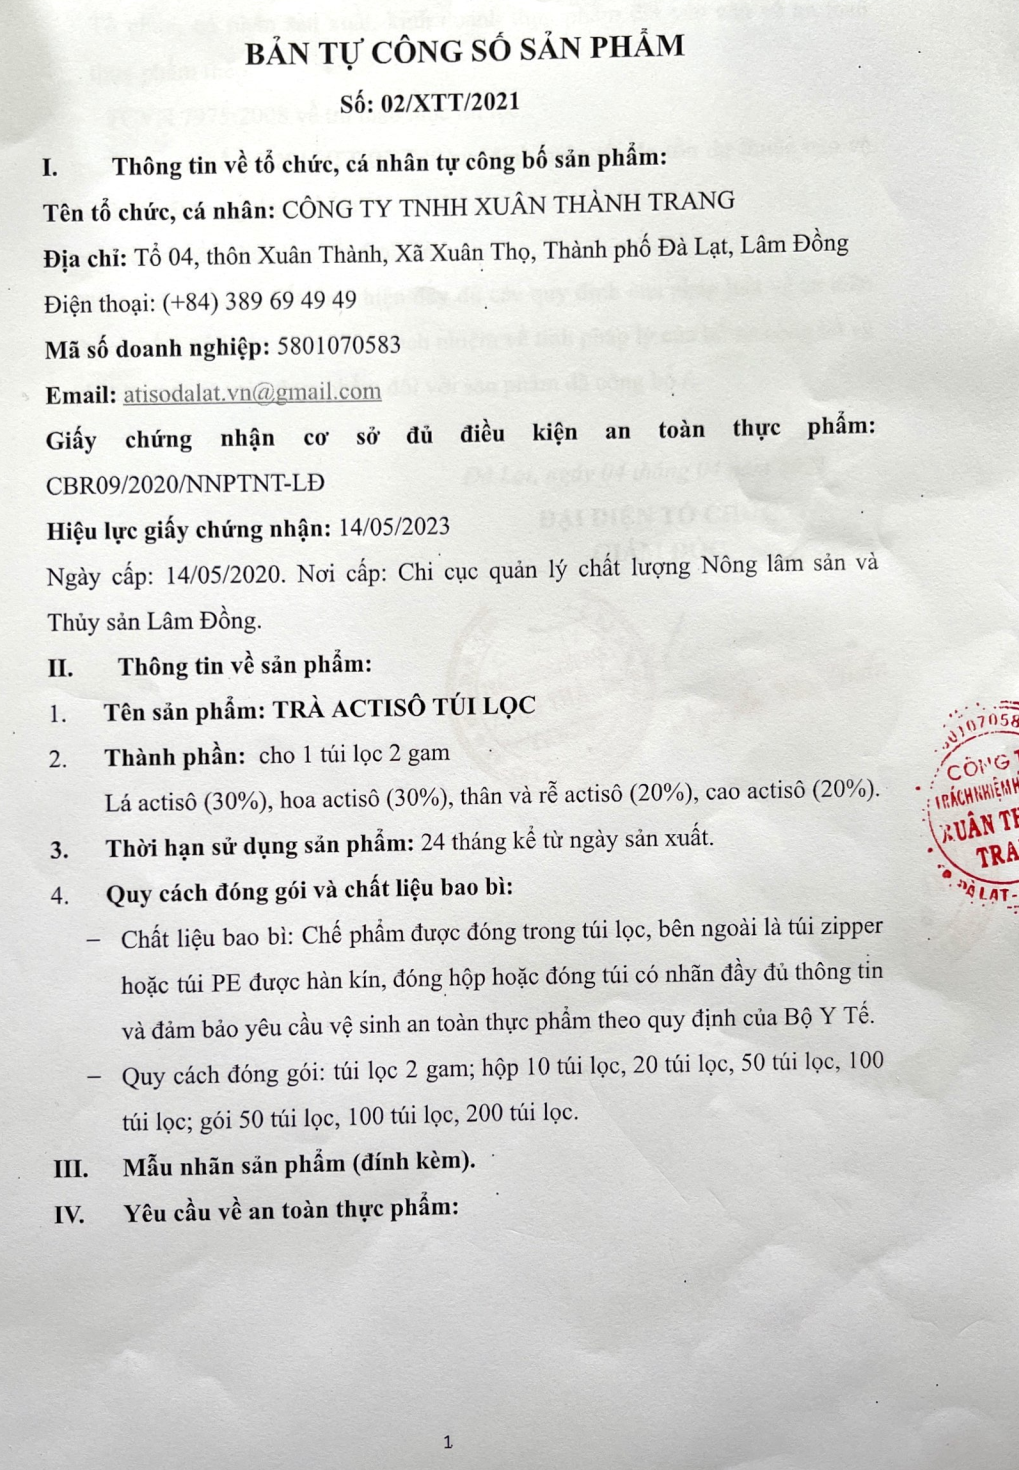 BẢN TỰ CÔNG SỐ SẢN PHẨM
Số: 02/XTT/2021
I. Thông tin về tổ chức, cá nhân tự công bố sản phẩm:
Tên tổ chức, cá nhân: CÔNG TY TNHH XUÂN THÀNH TRANG
Địa chỉ: Tổ 04, thôn Xuân Thành, Xã Xuân Thọ, Thành phố Đà Lạt, Lâm Đồng
Điện thoại: (+84) 389 69 49 49
Mã số doanh nghiệp: 5801070583
Email: atisodalat.vn@gmail.com
Giấy chứng nhận cơ sở đủ điều kiện an toàn thực phẩm:
CBR09/2020/NNPTNT-LĐ
Hiệu lực giấy chứng nhận: 14/05/2023
Ngày cấp: 14/05/2020. Nơi cấp: Chi cục quản lý chất lượng Nông lâm sản và
Thủy sản Lâm Đồng.
II. Thông tin về sản phẩm:
1. Tên sản phẩm: TRÀ ACTISÔ TÚI LỌC
2. Thành phần: cho 1 túi lọc 2 gam
Lá actisô (30%), hoa actisô (30%), thân và rễ actisô (20%), cao actisô (20%).
3. Thời hạn sử dụng sản phẩm: 24 tháng kể từ ngày sản xuất.
4. Quy cách đóng gói và chất liệu bao bì:
– Chất liệu bao bì: Chế phẩm được đóng trong túi lọc, bên ngoài là túi zipper
hoặc túi PE được hàn kín, đóng hộp hoặc đóng túi có nhãn đầy đủ thông tin
và đảm bảo yêu cầu vệ sinh an toàn thực phẩm theo quy định của Bộ Y Tế.
– Quy cách đóng gói: túi lọc 2 gam; hộp 10 túi lọc, 20 túi lọc, 50 túi lọc, 100
túi lọc; gói 50 túi lọc, 100 túi lọc, 200 túi lọc.
III. Mẫu nhãn sản phẩm (đính kèm).
IV. Yêu cầu về an toàn thực phẩm:
CÔNG T
TRÁCH NHIỆM H
XUÂN TH
TRA
ĐÀ LẠT-
1